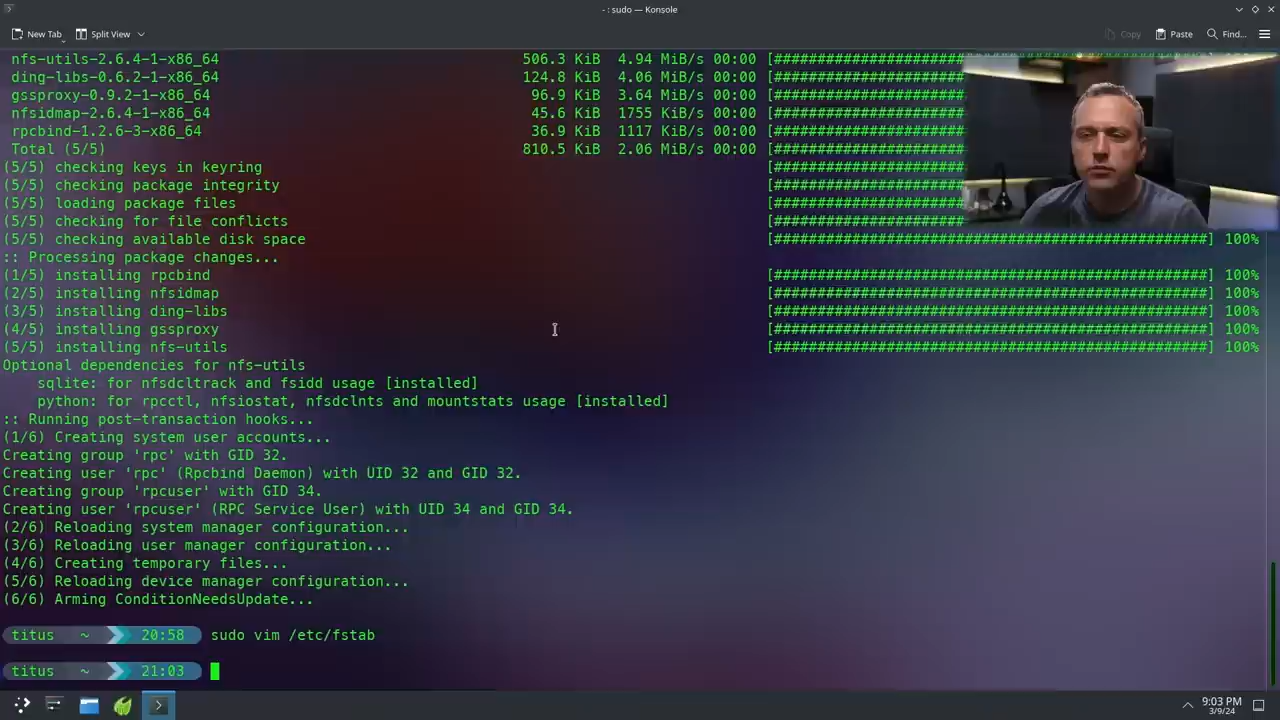 - : sudo — Konsole
New Tab Split View Copy Paste Find...
nfs-utils-2.6.4-1-x86_64 506.3 KiB 4.94 MiB/s 00:00 [######################
ding-libs-0.6.2-1-x86_64 124.8 KiB 4.06 MiB/s 00:00 [######################
gssproxy-0.9.2-1-x86_64 96.9 KiB 3.64 MiB/s 00:00 [######################
nfsidmap-2.6.4-1-x86_64 45.6 KiB 1755 KiB/s 00:00 [######################
rpcbind-1.2.6-3-x86_64 36.9 KiB 1117 KiB/s 00:00 [######################
Total (5/5) 810.5 KiB 2.06 MiB/s 00:00 [######################
(5/5) checking keys in keyring [######################
(5/5) checking package integrity [######################
(5/5) loading package files [######################
(5/5) checking for file conflicts [######################
(5/5) checking available disk space [##################################################] 100%
:: Processing package changes...
(1/5) installing rpcbind [##################################################] 100%
(2/5) installing nfsidmap [##################################################] 100%
(3/5) installing ding-libs [##################################################] 100%
(4/5) installing gssproxy [##################################################] 100%
(5/5) installing nfs-utils [##################################################] 100%
Optional dependencies for nfs-utils
sqlite: for nfsdcltrack and fsidd usage [installed]
python: for rpcctl, nfsiostat, nfsdclnts and mountstats usage [installed]
:: Running post-transaction hooks...
(1/6) Creating system user accounts...
Creating group 'rpc' with GID 32.
Creating user 'rpc' (Rpcbind Daemon) with UID 32 and GID 32.
Creating group 'rpcuser' with GID 34.
Creating user 'rpcuser' (RPC Service User) with UID 34 and GID 34.
(2/6) Reloading system manager configuration...
(3/6) Reloading user manager configuration...
(4/6) Creating temporary files...
(5/6) Reloading device manager configuration...
(6/6) Arming ConditionNeedsUpdate...
titus ~ 20:58 sudo vim /etc/fstab
titus ~ 21:03
9:03 PM
3/9/24